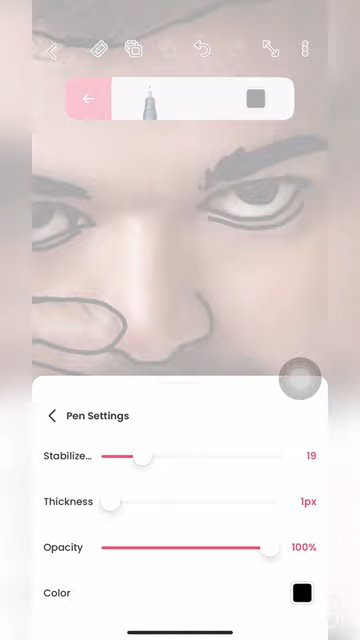 Pen Settings
Stabilize... 19
Thickness 1px
Opacity 100%
Color